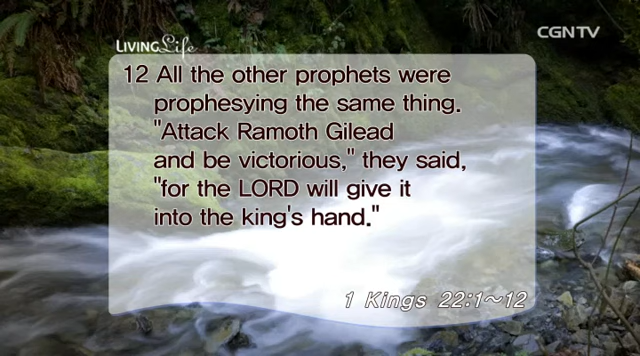 LIVING Life
CGNTV
12 All the other prophets were
prophesying the same thing.
"Attack Ramoth Gilead
and be victorious," they said,
"for the LORD will give it
into the king's hand."
1 Kings 22:1~12